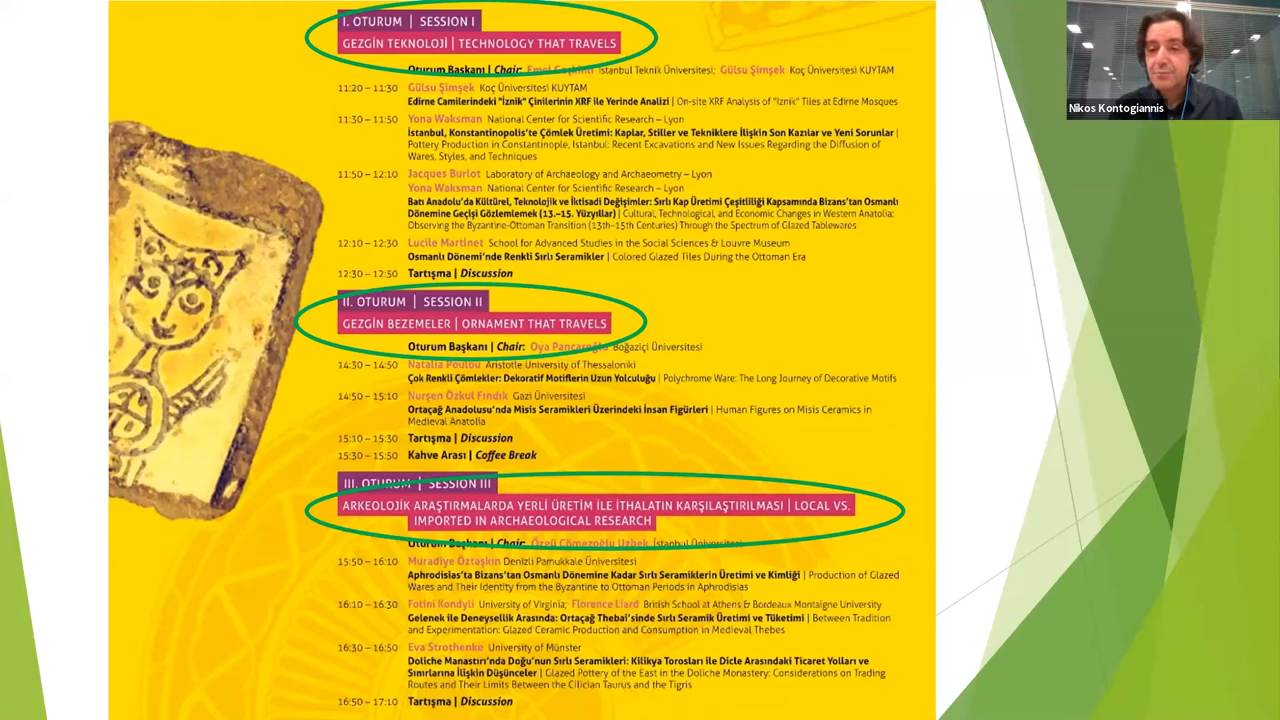 I. OTURUM | SESSION I
GEZGİN TEKNOLOJİ | TECHNOLOGY THAT TRAVELS
Oturum Başkanı | Chair: Emel Geçkinli İstanbul Teknik Üniversitesi; Gülsu Şimşek Koç Üniversitesi KUYTAM
11:20 – 11:30 Gülsu Şimşek Koç Üniversitesi KUYTAM
Edirne Camilerindeki "İznik" Çinilerinin XRF ile Yerinde Analizi | On-site XRF Analysis of "Iznik" Tiles at Edirne Mosques
11:30 – 11:50 Yona Waksman National Center for Scientific Research – Lyon
İstanbul, Konstantinopolis'te Çömlek Üretimi: Kaplar, Stiller ve Tekniklere İlişkin Son Kazılar ve Yeni Sorunlar |
Pottery Production in Constantinople, Istanbul: Recent Excavations and New Issues Regarding the Diffusion of
Wares, Styles, and Techniques
11:50 – 12:10 Jacques Burlot Laboratory of Archaeology and Archaeometry – Lyon
Yona Waksman National Center for Scientific Research – Lyon
Batı Anadolu'da Kültürel, Teknolojik ve İktisadi Değişimler: Sırlı Kap Üretimi Çeşitliliği Kapsamında Bizans'tan Osmanlı
Dönemine Geçişi Gözlemlemek (13.–15. Yüzyıllar) | Cultural, Technological, and Economic Changes in Western Anatolia:
Observing the Byzantine-Ottoman Transition (13th–15th Centuries) Through the Spectrum of Glazed Tablewares
12:10 – 12:30 Lucile Martinet School for Advanced Studies in the Social Sciences & Louvre Museum
Osmanlı Dönemi'nde Renkli Sırlı Seramikler | Colored Glazed Tiles During the Ottoman Era
12:30 – 12:50 Tartışma | Discussion
II. OTURUM | SESSION II
GEZGİN BEZEMELER | ORNAMENT THAT TRAVELS
Oturum Başkanı | Chair: Oya Pancaroğlu Boğaziçi Üniversitesi
14:30 – 14:50 Natalia Poulou Aristotle University of Thessaloniki
Çok Renkli Çömlekler: Dekoratif Motiflerin Uzun Yolculuğu | Polychrome Ware: The Long Journey of Decorative Motifs
14:50 – 15:10 Nurşen Özkul Fındık Gazi Üniversitesi
Ortaçağ Anadolusu'nda Misis Seramikleri Üzerindeki İnsan Figürleri | Human Figures on Misis Ceramics in
Medieval Anatolia
15:10 – 15:30 Tartışma | Discussion
15:30 – 15:50 Kahve Arası | Coffee Break
III. OTURUM | SESSION III
ARKEOLOJİK ARAŞTIRMALARDA YERLİ ÜRETİM İLE İTHALATIN KARŞILAŞTIRILMASI | LOCAL VS.
IMPORTED IN ARCHAEOLOGICAL RESEARCH
Oturum Başkanı | Chair: Özgü Çömezoğlu Uzbek İstanbul Üniversitesi
15:50 – 16:10 Muradiye Öztaşkın Denizli Pamukkale Üniversitesi
Aphrodisias'ta Bizans'tan Osmanlı Dönemine Kadar Sırlı Seramiklerin Üretimi ve Kimliği | Production of Glazed
Wares and Their Identity from the Byzantine to Ottoman Periods in Aphrodisias
16:10 – 16:30 Fotini Kondyli University of Virginia; Florence Liard British School at Athens & Bordeaux Montaigne University
Gelenek ile Deneysellik Arasında: Ortaçağ Thebai'sinde Sırlı Seramik Üretimi ve Tüketimi | Between Tradition
and Experimentation: Glazed Ceramic Production and Consumption in Medieval Thebes
16:30 – 16:50 Eva Strothenke University of Münster
Doliche Manastırı'nda Doğu'nun Sırlı Seramikleri: Kilikya Torosları ile Dicle Arasındaki Ticaret Yolları ve
Sınırlarına İlişkin Düşünceler | Glazed Pottery of the East in the Doliche Monastery: Considerations on Trading
Routes and Their Limits Between the Cilician Taurus and the Tigris
16:50 – 17:10 Tartışma | Discussion
Nikos Kontogiannis